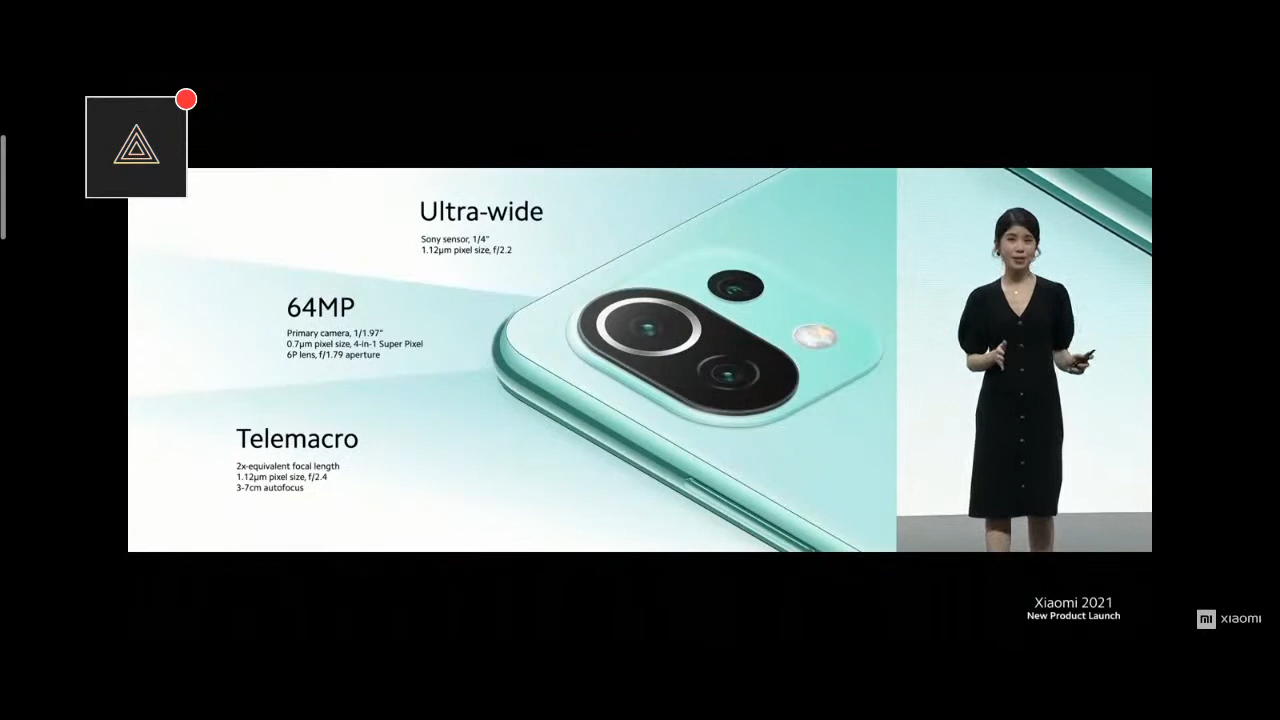 Ultra-wide
Sony sensor, 1/4"
1.12μm pixel size, f/2.2
64MP
Primary camera, 1/1.97"
0.7μm pixel size, 4-in-1 Super Pixel
6P lens, f/1.79 aperture
Telemacro
2x-equivalent focal length
1.12μm pixel size, f/2.4
3-7cm autofocus
Xiaomi 2021
New Product Launch
mi xiaomi